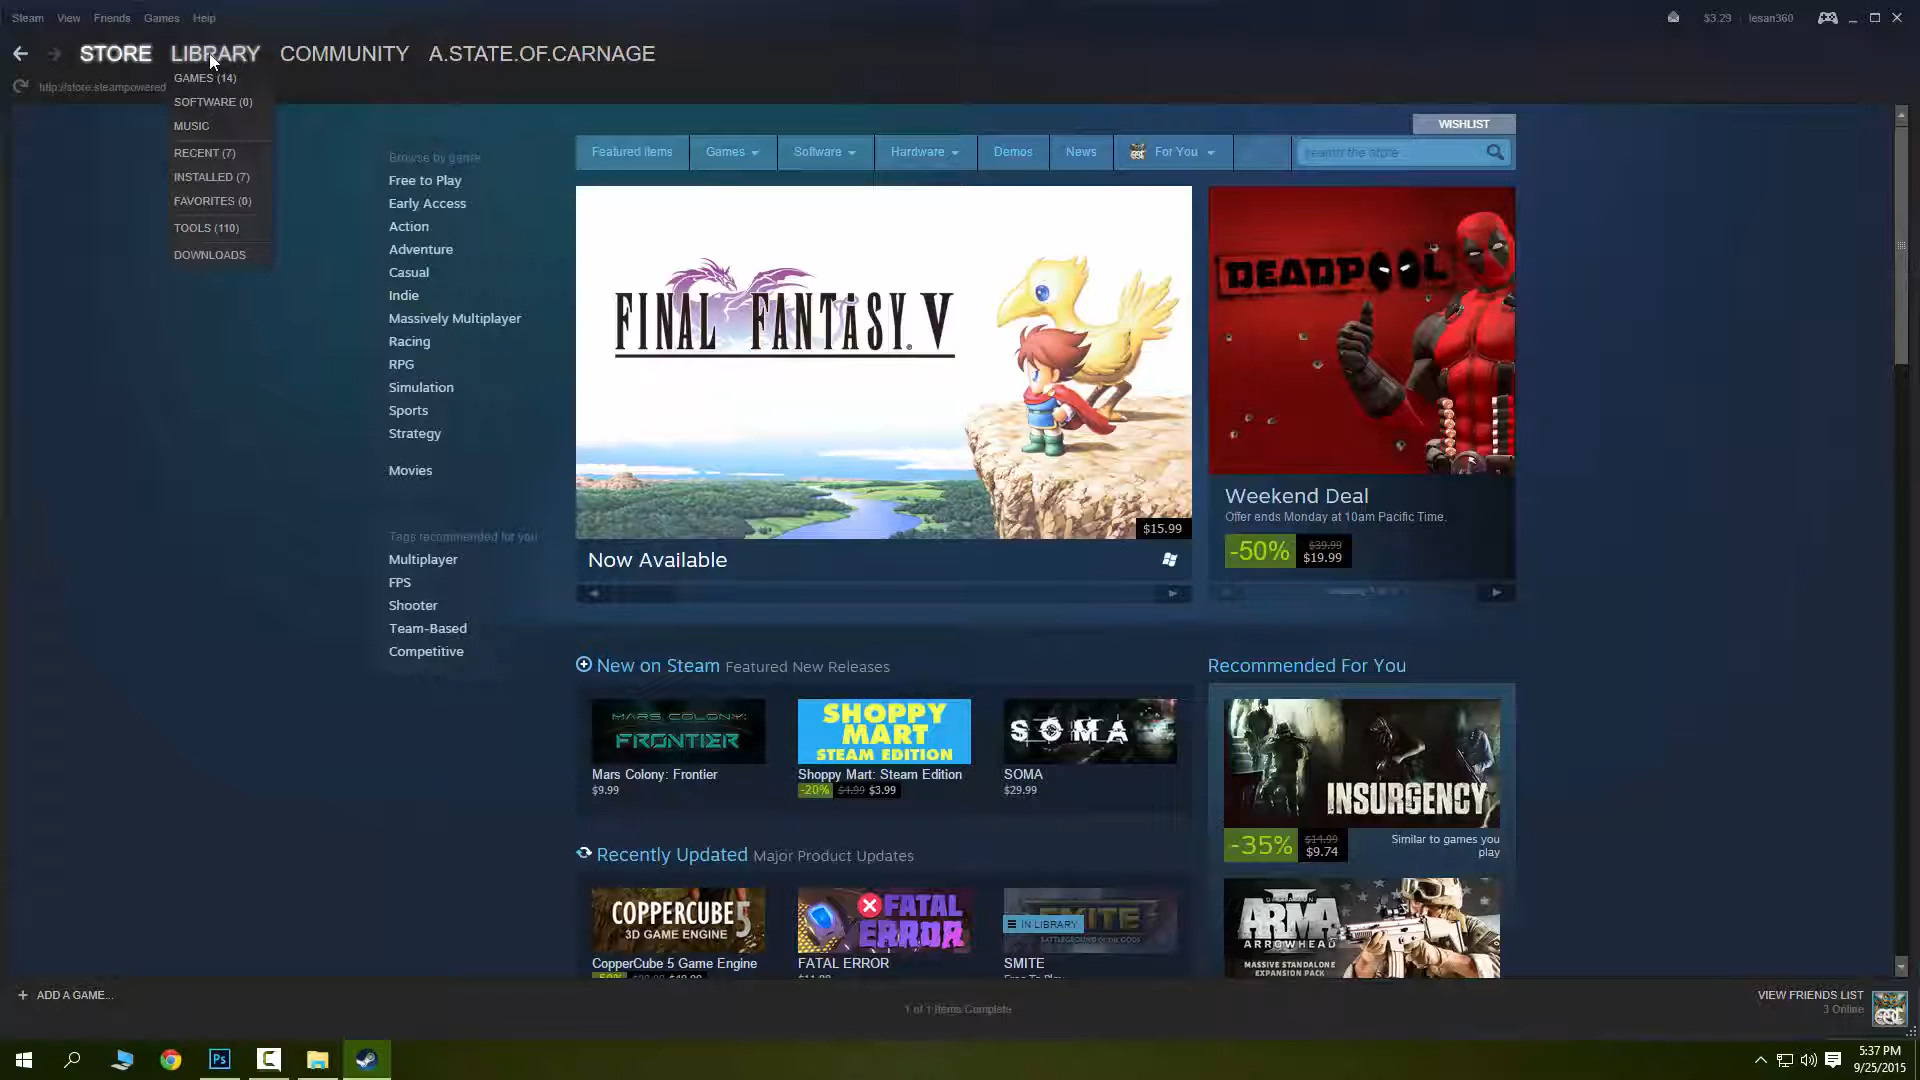 Steam View Friends Games Help
$3.29 lesan360
STORE LIBRARY COMMUNITY A.STATE.OF.CARNAGE
http://store.steampowered
GAMES (14)
SOFTWARE (0)
MUSIC
RECENT (7)
INSTALLED (7)
FAVORITES (0)
TOOLS (110)
DOWNLOADS
WISHLIST
Featured Items Games Software Hardware Demos News For You search the store
Browse by genre
Free to Play
Early Access
Action
Adventure
Casual
Indie
Massively Multiplayer
Racing
RPG
Simulation
Sports
Strategy
Movies
Tags recommended for you
Multiplayer
FPS
Shooter
Team-Based
Competitive
FINAL FANTASY V
$15.99
Now Available
DEADPOOL
Weekend Deal
Offer ends Monday at 10am Pacific Time.
-50% $39.99
$19.99
New on Steam Featured New Releases
MARS COLONY:
FRONTIER
Mars Colony: Frontier
$9.99
SHOPPY
MART
STEAM EDITION
Shoppy Mart: Steam Edition
-20% $4.99 $3.99
SOMA
SOMA
$29.99
Recommended For You
INSURGENCY
-35% $14.99
$9.74
Similar to games you
play
Recently Updated Major Product Updates
COPPERCUBE 5
3D GAME ENGINE
CopperCube 5 Game Engine
FATAL
ERROR
FATAL ERROR
SMITE
BATTLEGROUND OF THE GODS
IN LIBRARY
SMITE
ARMA II
ARROWHEAD
MASSIVE STANDALONE
EXPANSION PACK
+ ADD A GAME...
1 of 1 Items Complete
VIEW FRIENDS LIST
3 Online
Ps
5:37 PM
9/25/2015